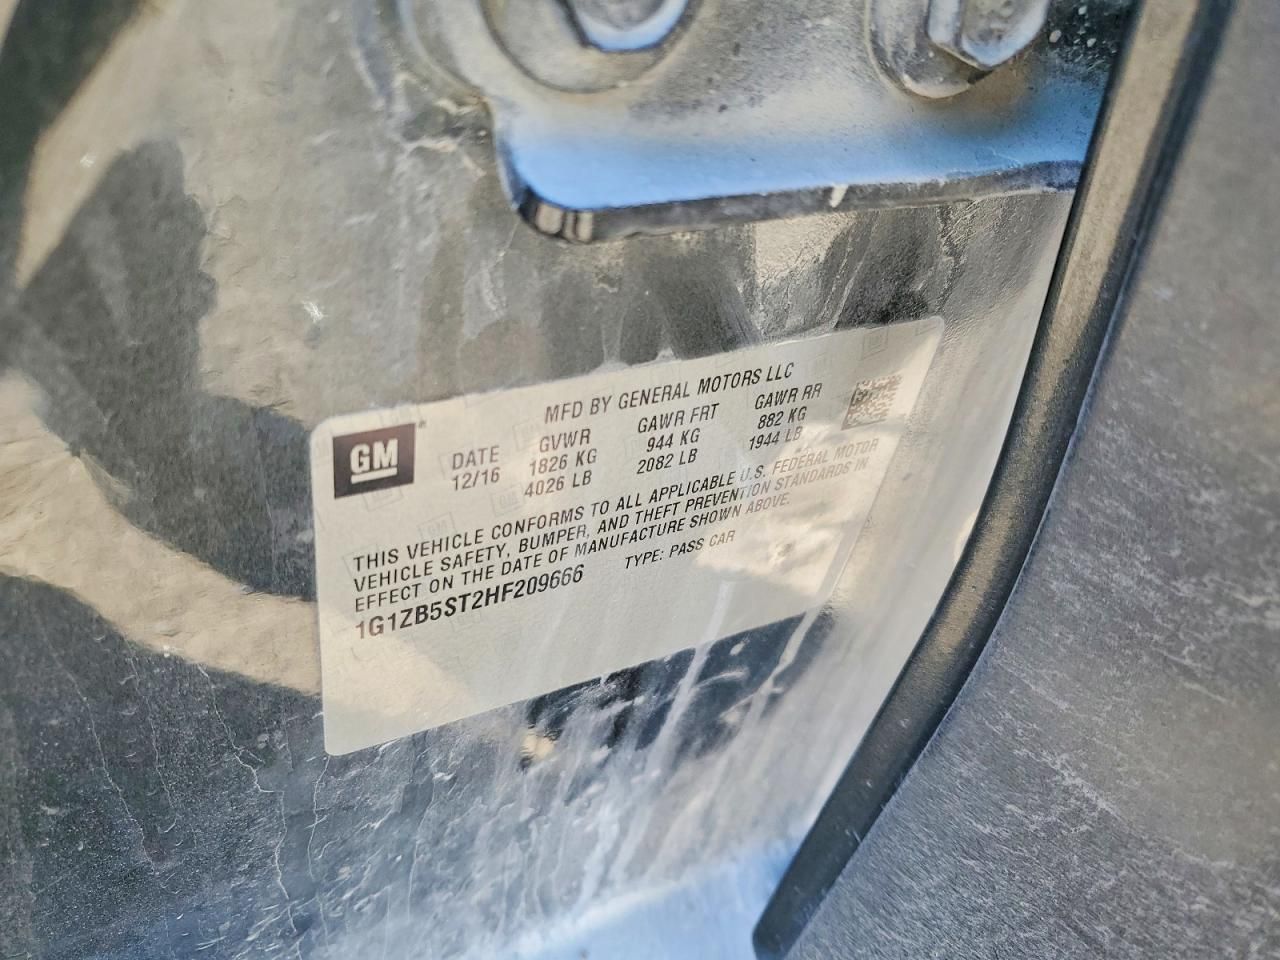 MFD BY GENERAL MOTORS LLC
GM
DATE GVWR GAWR FRT GAWR RR
12/16 1826 KG 944 KG 882 KG
4026 LB 2082 LB 1944 LB
THIS VEHICLE CONFORMS TO ALL APPLICABLE U.S. FEDERAL MOTOR
VEHICLE SAFETY, BUMPER, AND THEFT PREVENTION STANDARDS IN
EFFECT ON THE DATE OF MANUFACTURE SHOWN ABOVE.
1G1ZB5ST2HF209666 TYPE: PASS CAR